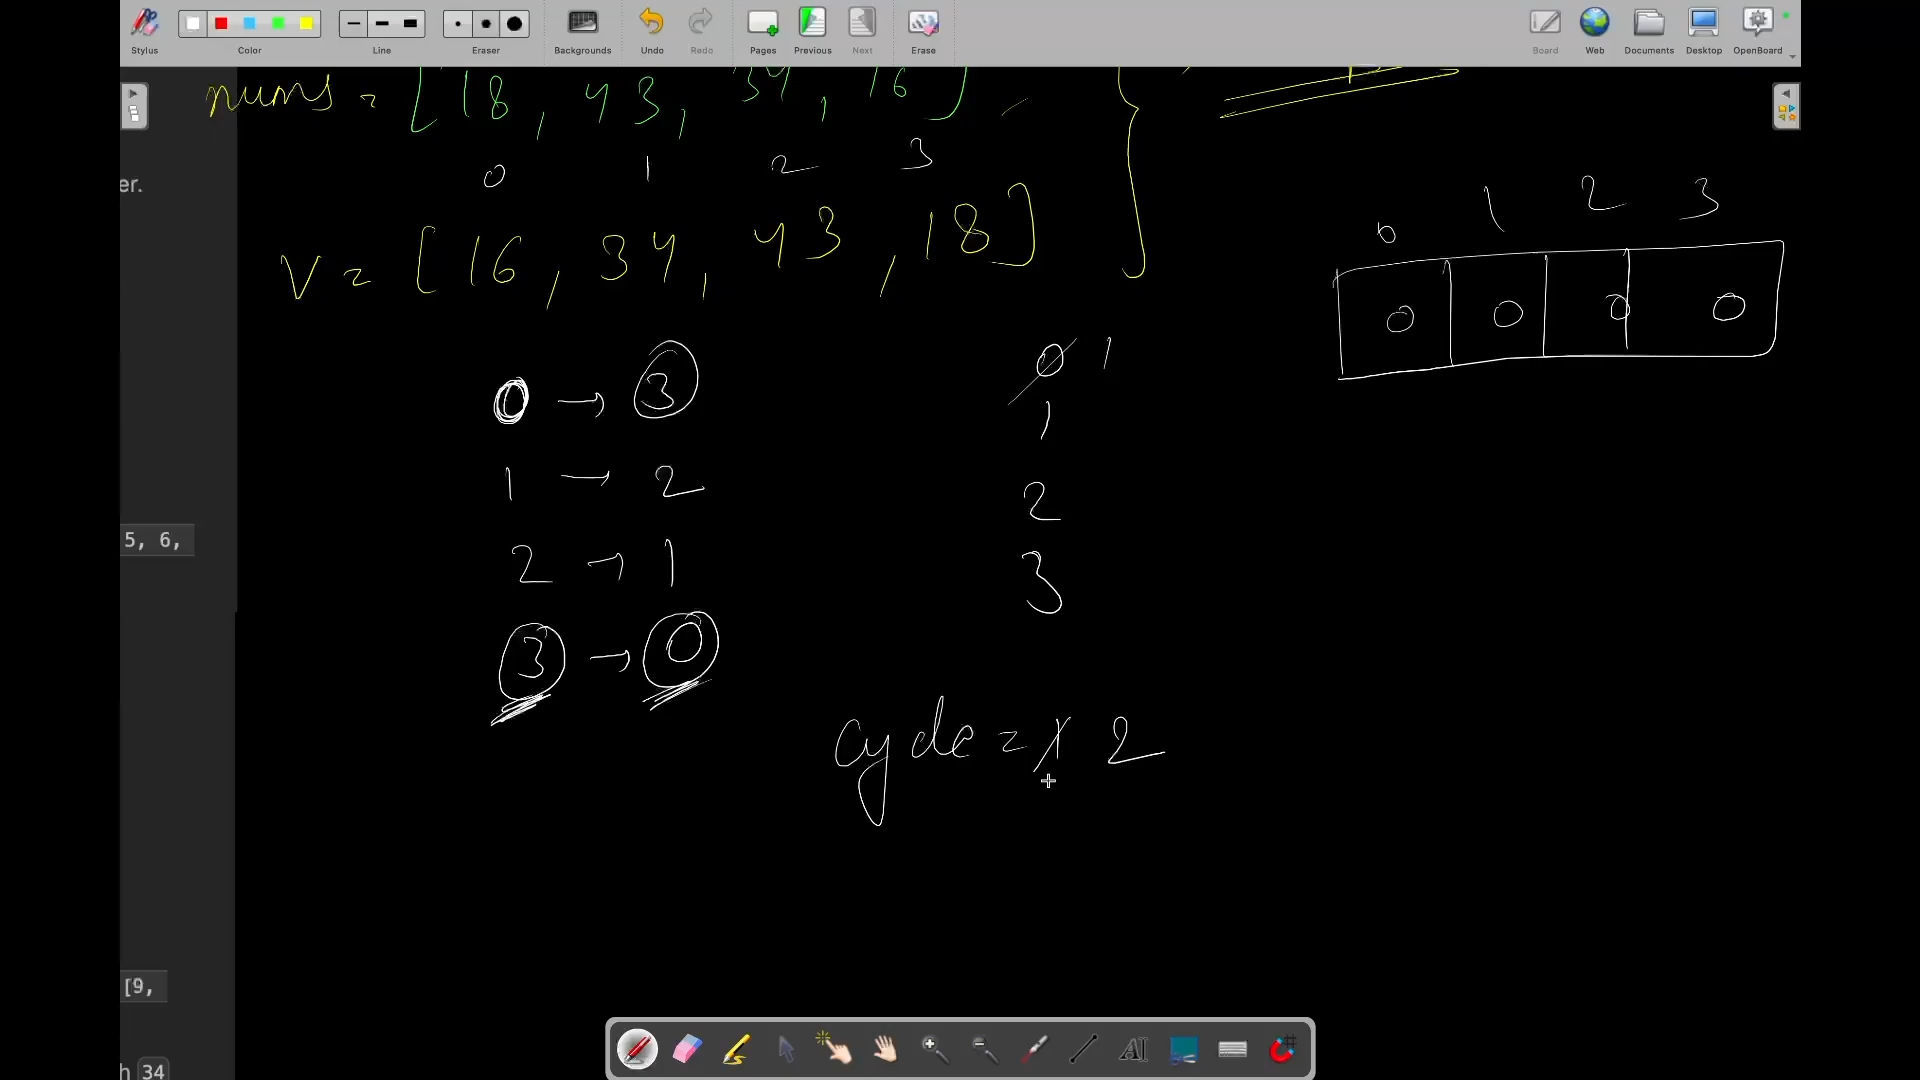 Stylus Color Line Eraser Backgrounds Undo Redo Pages Previous Next Erase Board Web Documents Desktop OpenBoard
nums = [18, 43, 34, 16]
er.
0 1 2 3
V = [16, 34, 43, 18]
0 1 2 3
0 0 0 0
0 → 3
0 1
1 → 2
1
2
5, 6,
2 → 1
3
3 → 0
cycle = 1 2
[9,
h 34
AI